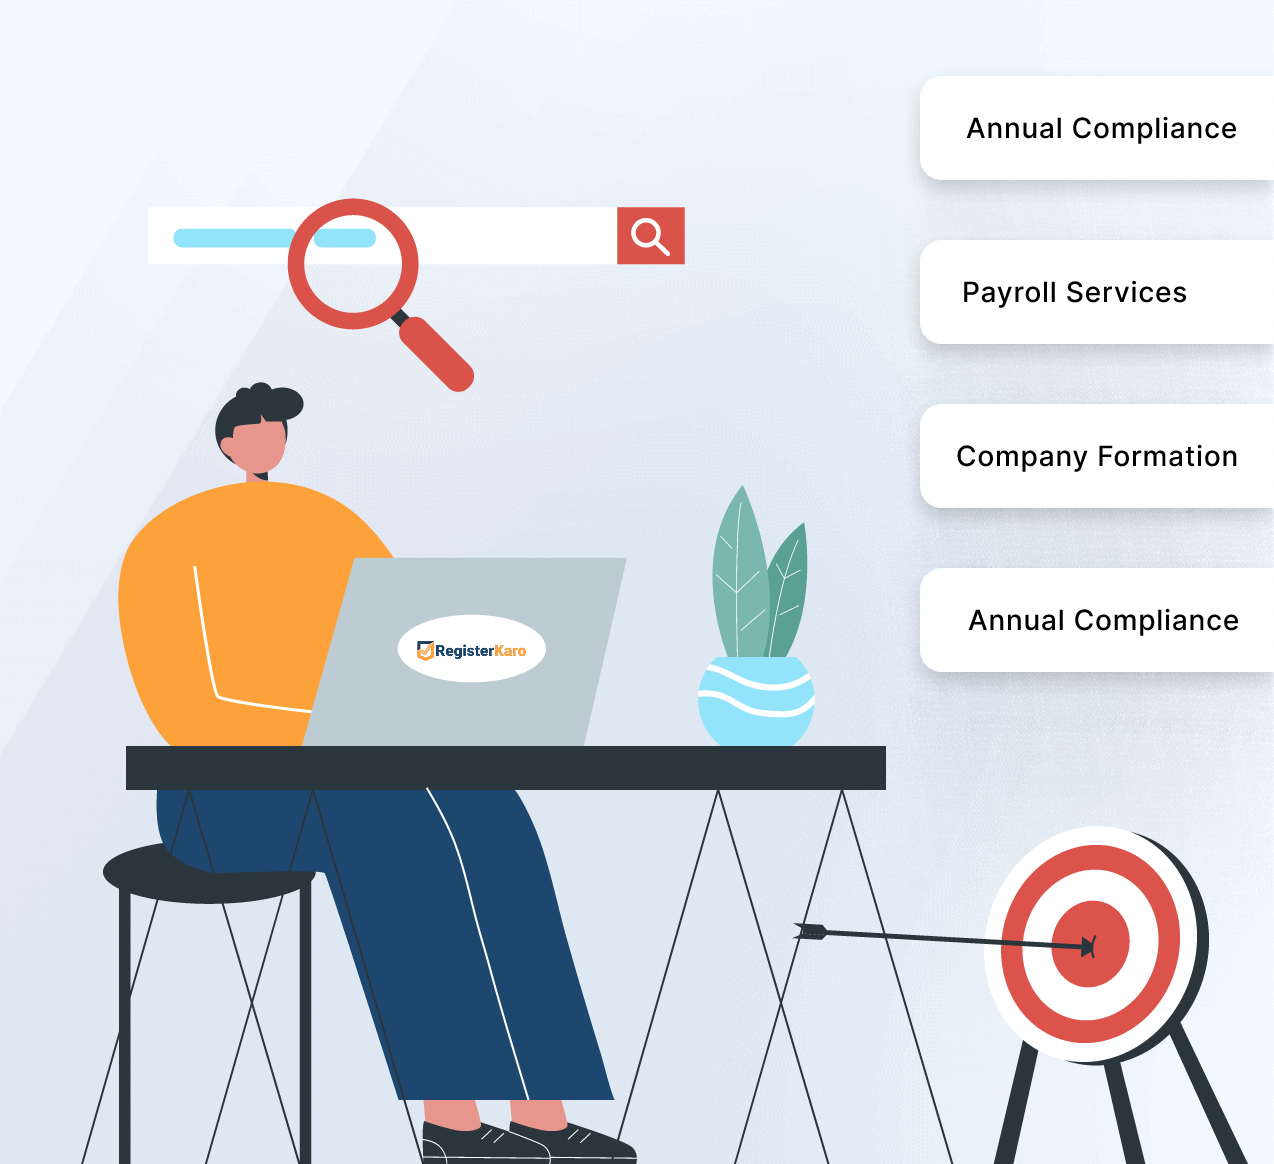 Annual Compliance
Payroll Services
Company Formation
Annual Compliance
RegisterKaro